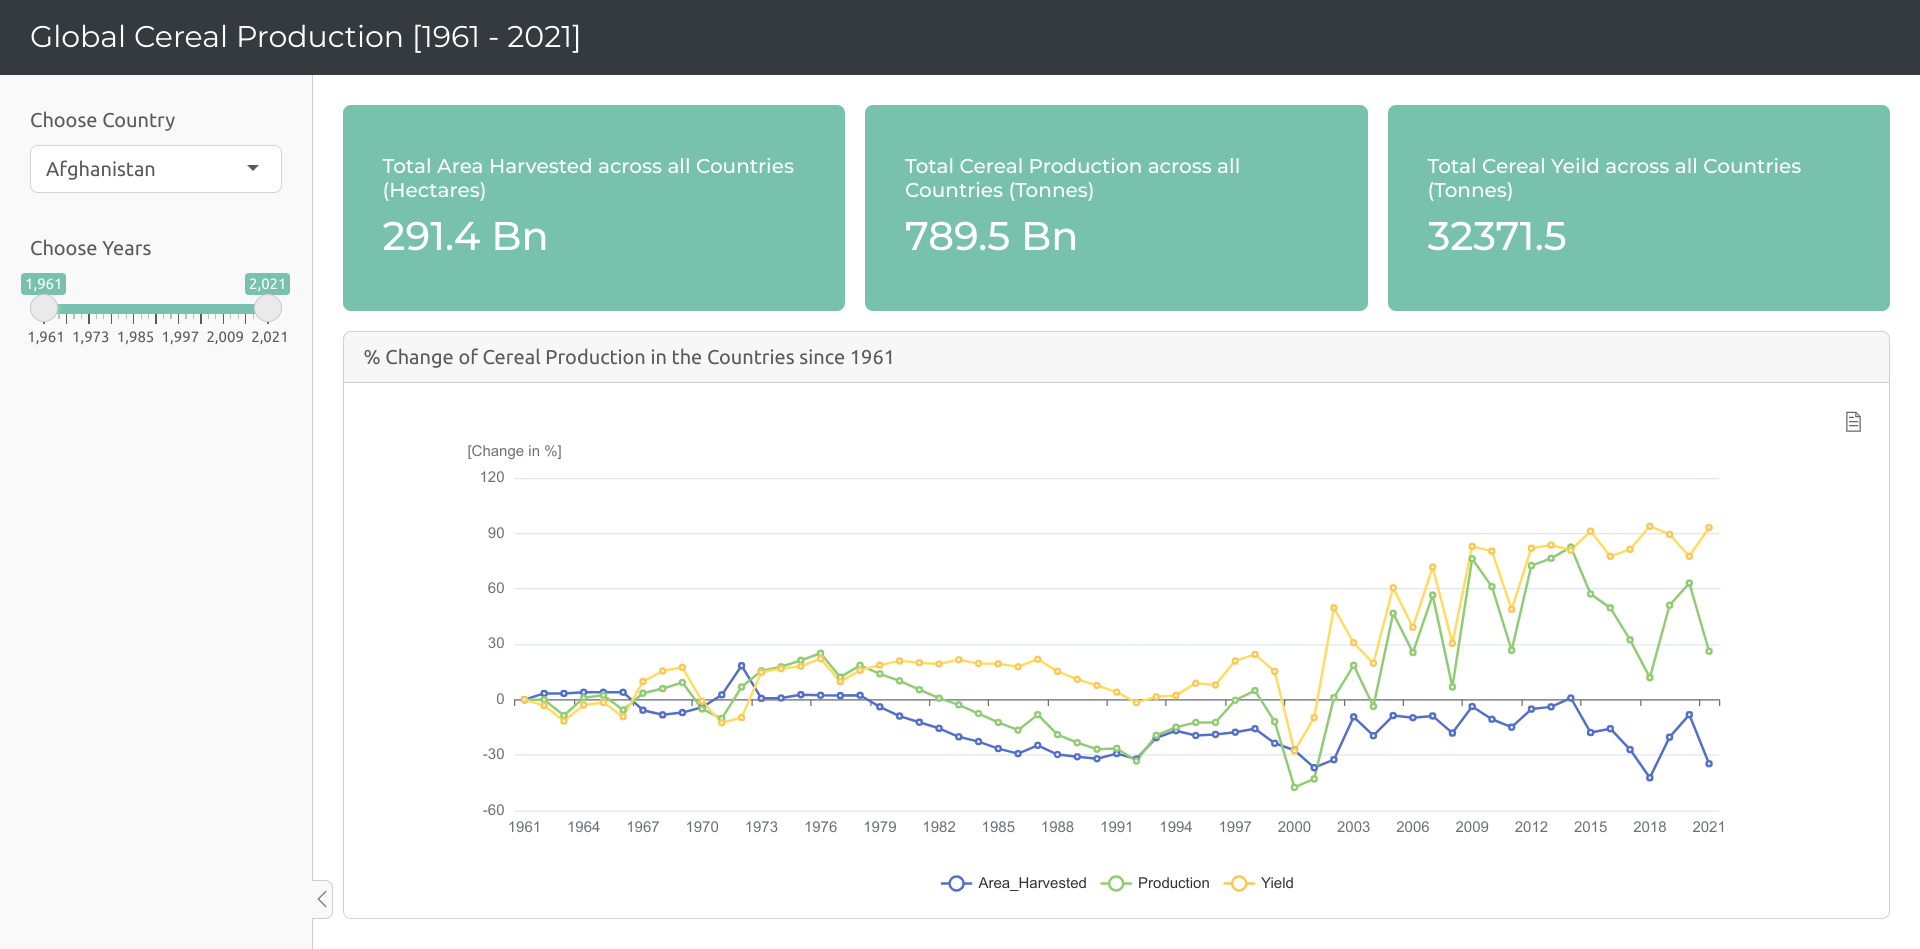 Global Cereal Production [1961 - 2021]
Choose Country
Afghanistan
Choose Years
1,961 2,021
1,961 1,973 1,985 1,997 2,009 2,021
Total Area Harvested across all Countries
(Hectares)
291.4 Bn
Total Cereal Production across all
Countries (Tonnes)
789.5 Bn
Total Cereal Yeild across all Countries
(Tonnes)
32371.5
% Change of Cereal Production in the Countries since 1961
[Change in %]
120
90
60
30
0
-30
-60
1961 1964 1967 1970 1973 1976 1979 1982 1985 1988 1991 1994 1997 2000 2003 2006 2009 2012 2015 2018 2021
Area_Harvested Production Yield